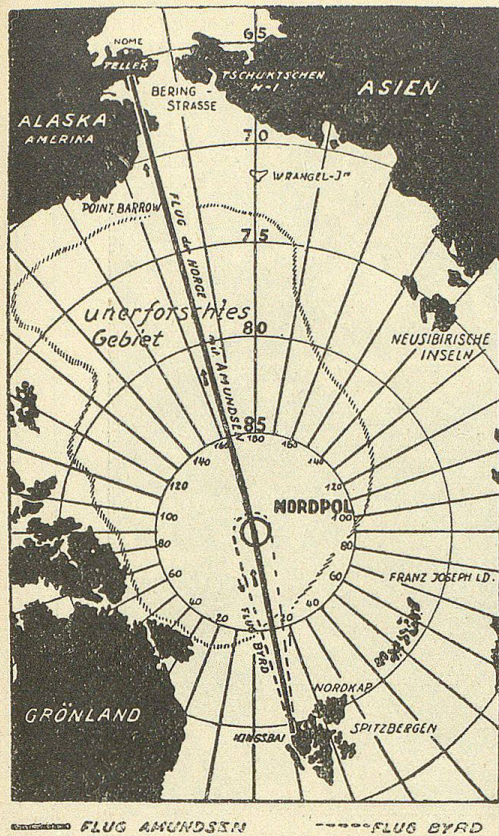 NOME
TELLER
65
TSCHUKTSCHEN
H-I
ASIEN
BERING -
STRASSE
ALASKA
AMERIKA
70
WRANGEL-Jn
POINT BARROW
75
FLUG der NORGE
mit AMUNDSEN
unerforschtes
Gebiet
80
NEUSIBIRISCHE
INSELN
85
160 180 160
140 140
120 120
NORDPOL
100 100
80 80
60 60
40 40
20 20
FRANZ JOSEPH LD.
FLUG BYRD
NORDKAP
GRÖNLAND
SPITZBERGEN
KINGSBAI
FLUG AMUNDSEN
FLUG BYRD